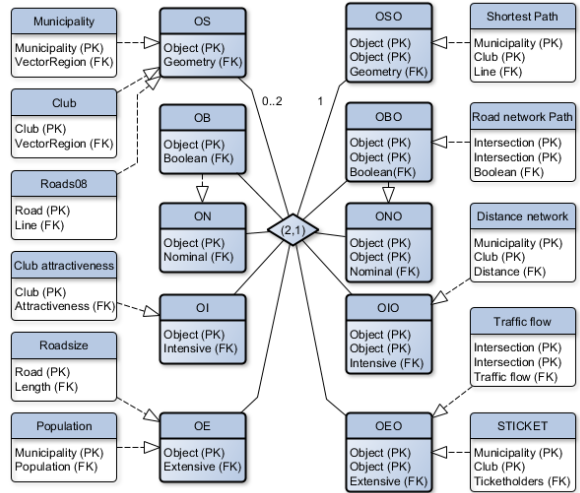 Municipality
Municipality (PK)
VectorRegion (FK)
Club
Club (PK)
VectorRegion (FK)
Roads08
Road (PK)
Line (FK)
Club attractiveness
Club (PK)
Attractiveness (FK)
Roadsize
Road (PK)
Length (FK)
Population
Municipality (PK)
Population (FK)
OS
Object (PK)
Geometry (FK)
OB
Object (PK)
Boolean (FK)
ON
Object (PK)
Nominal (FK)
OI
Object (PK)
Intensive (FK)
OE
Object (PK)
Extensive (FK)
0..2
1
(2,1)
OSO
Object (PK)
Object (PK)
Geometry (FK)
OBO
Object (PK)
Object (PK)
Boolean(FK)
ONO
Object (PK)
Object (PK)
Nominal (FK)
OIO
Object (PK)
Object (PK)
Intensive (FK)
OEO
Object (PK)
Object (PK)
Extensive (FK)
Shortest Path
Municipality (PK)
Club (PK)
Line (FK)
Road network Path
Intersection (PK)
Intersection (PK)
Boolean (FK)
Distance network
Municipality (PK)
Club (PK)
Distance (FK)
Traffic flow
Intersection (PK)
Intersection (PK)
Traffic flow (FK)
STICKET
Municipality (PK)
Club (PK)
Ticketholders (FK)